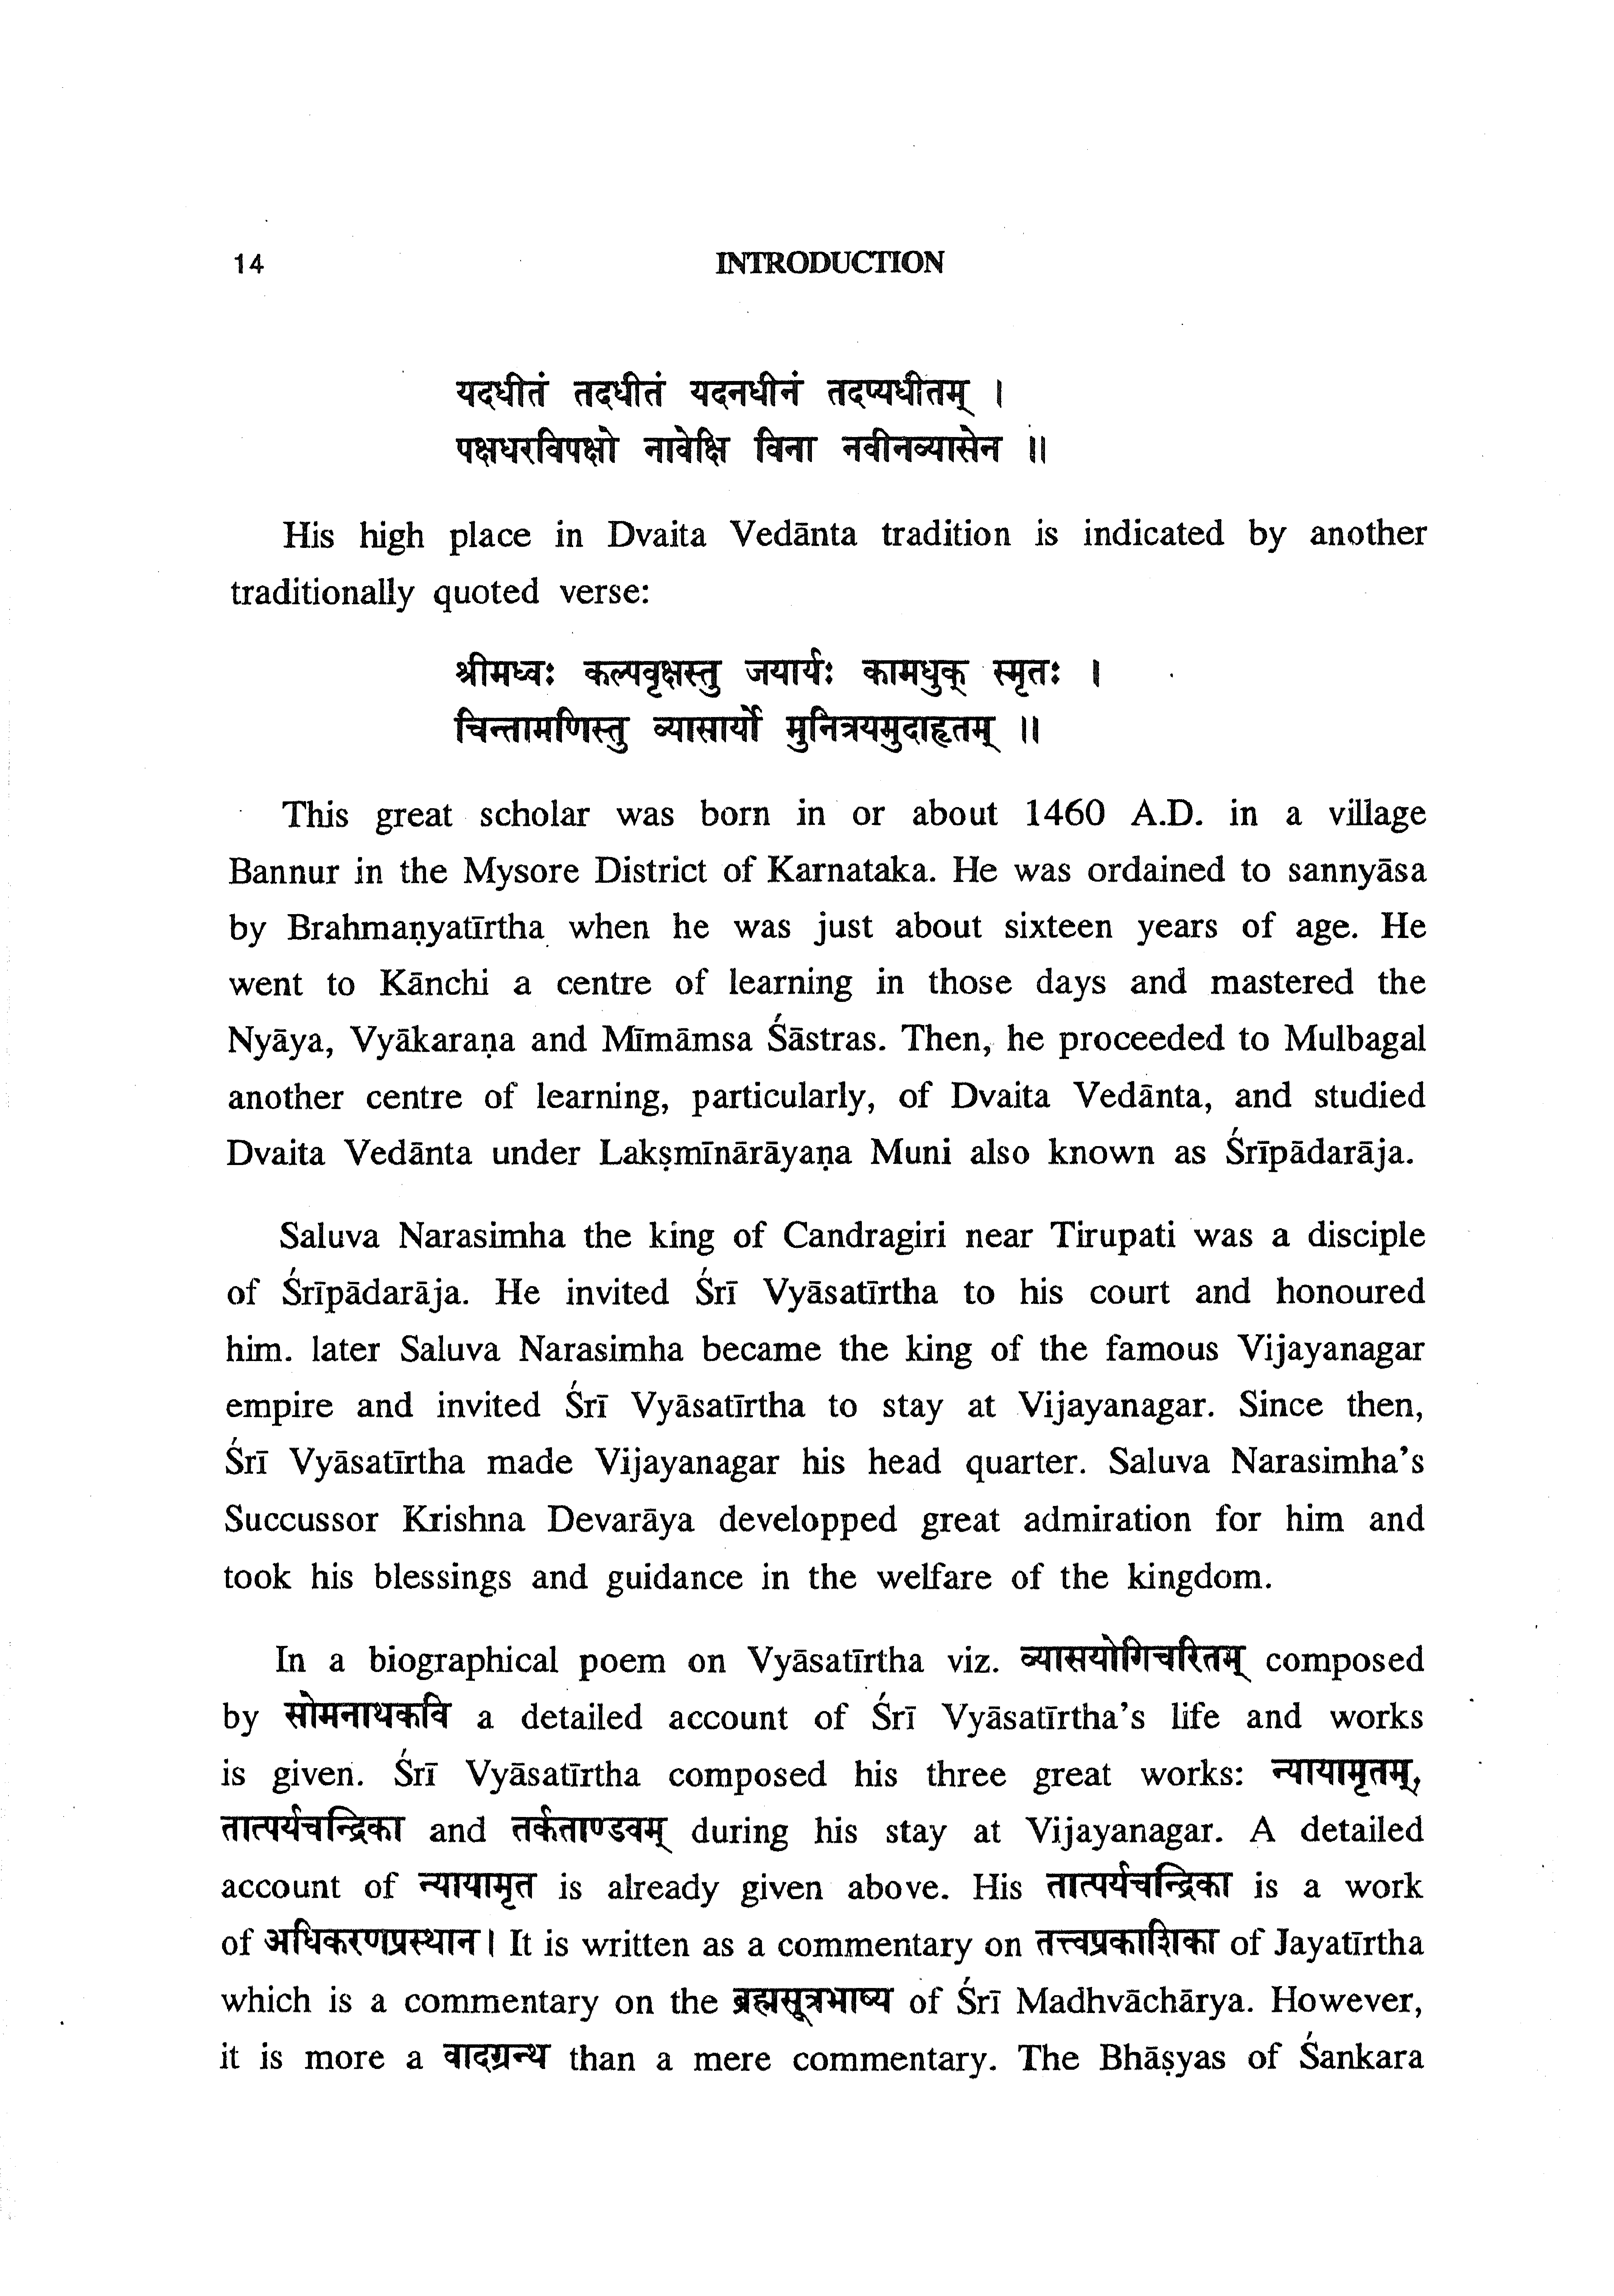 14 INTRODUCTION
यदधीतं तदधीतं यदनधीनं तदप्यधीतम् ।
पक्षधरविपक्षो नावेक्षि विना नवीनव्यासेन ॥
His high place in Dvaita Vedānta tradition is indicated by another
traditionally quoted verse:
श्रीमध्वः कल्पवृक्षस्तु जयार्यः कामधुक् स्मृतः ।
चिन्तामणिस्तु व्यासार्यो मुनित्रयमुदाहृतम् ॥
This great scholar was born in or about 1460 A.D. in a village
Bannur in the Mysore District of Karnataka. He was ordained to sannyāsa
by Brahmaṇyatīrtha when he was just about sixteen years of age. He
went to Kānchi a centre of learning in those days and mastered the
Nyāya, Vyākaraṇa and Mīmāmsa Śāstras. Then, he proceeded to Mulbagal
another centre of learning, particularly, of Dvaita Vedānta, and studied
Dvaita Vedānta under Lakṣmīnārāyaṇa Muni also known as Śrīpādarāja.
Saluva Narasimha the king of Candragiri near Tirupati was a disciple
of Śrīpādarāja. He invited Śrī Vyāsatīrtha to his court and honoured
him. later Saluva Narasimha became the king of the famous Vijayanagar
empire and invited Śrī Vyāsatīrtha to stay at Vijayanagar. Since then,
Śrī Vyāsatīrtha made Vijayanagar his head quarter. Saluva Narasimha's
Succussor Krishna Devarāya developped great admiration for him and
took his blessings and guidance in the welfare of the kingdom.
In a biographical poem on Vyāsatīrtha viz. व्यासयोगिचरितम् composed
by सोमनाथकवि a detailed account of Śrī Vyāsatīrtha's life and works
is given. Śrī Vyāsatīrtha composed his three great works: न्यायामृतम्,
तात्पर्यचन्द्रिका and तर्कताण्डवम् during his stay at Vijayanagar. A detailed
account of न्यायामृत is already given above. His तात्पर्यचन्द्रिका is a work
of अधिकरणप्रस्थान। It is written as a commentary on तत्त्वप्रकाशिका of Jayatīrtha
which is a commentary on the ब्रह्मसूत्रभाष्य of Śrī Madhvāchārya. However,
it is more a वादग्रन्थ than a mere commentary. The Bhāṣyas of Śankara